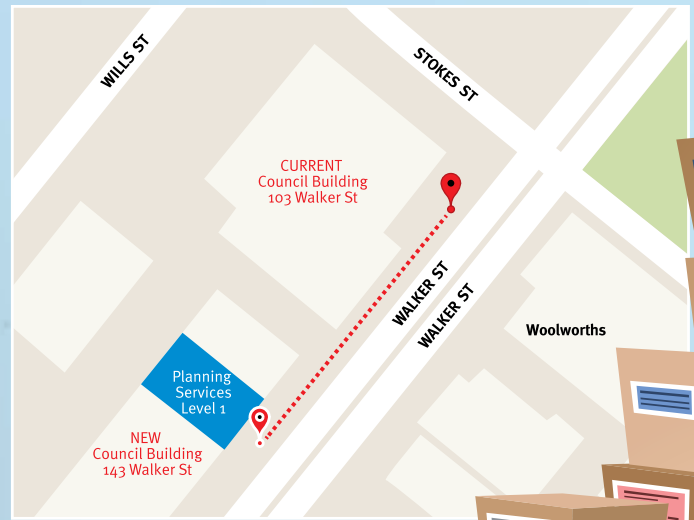 WILLS ST
STOKES ST
CURRENT
Council Building
103 Walker St
WALKER ST
WALKER ST
Woolworths
Planning
Services
Level 1
NEW
Council Building
143 Walker St